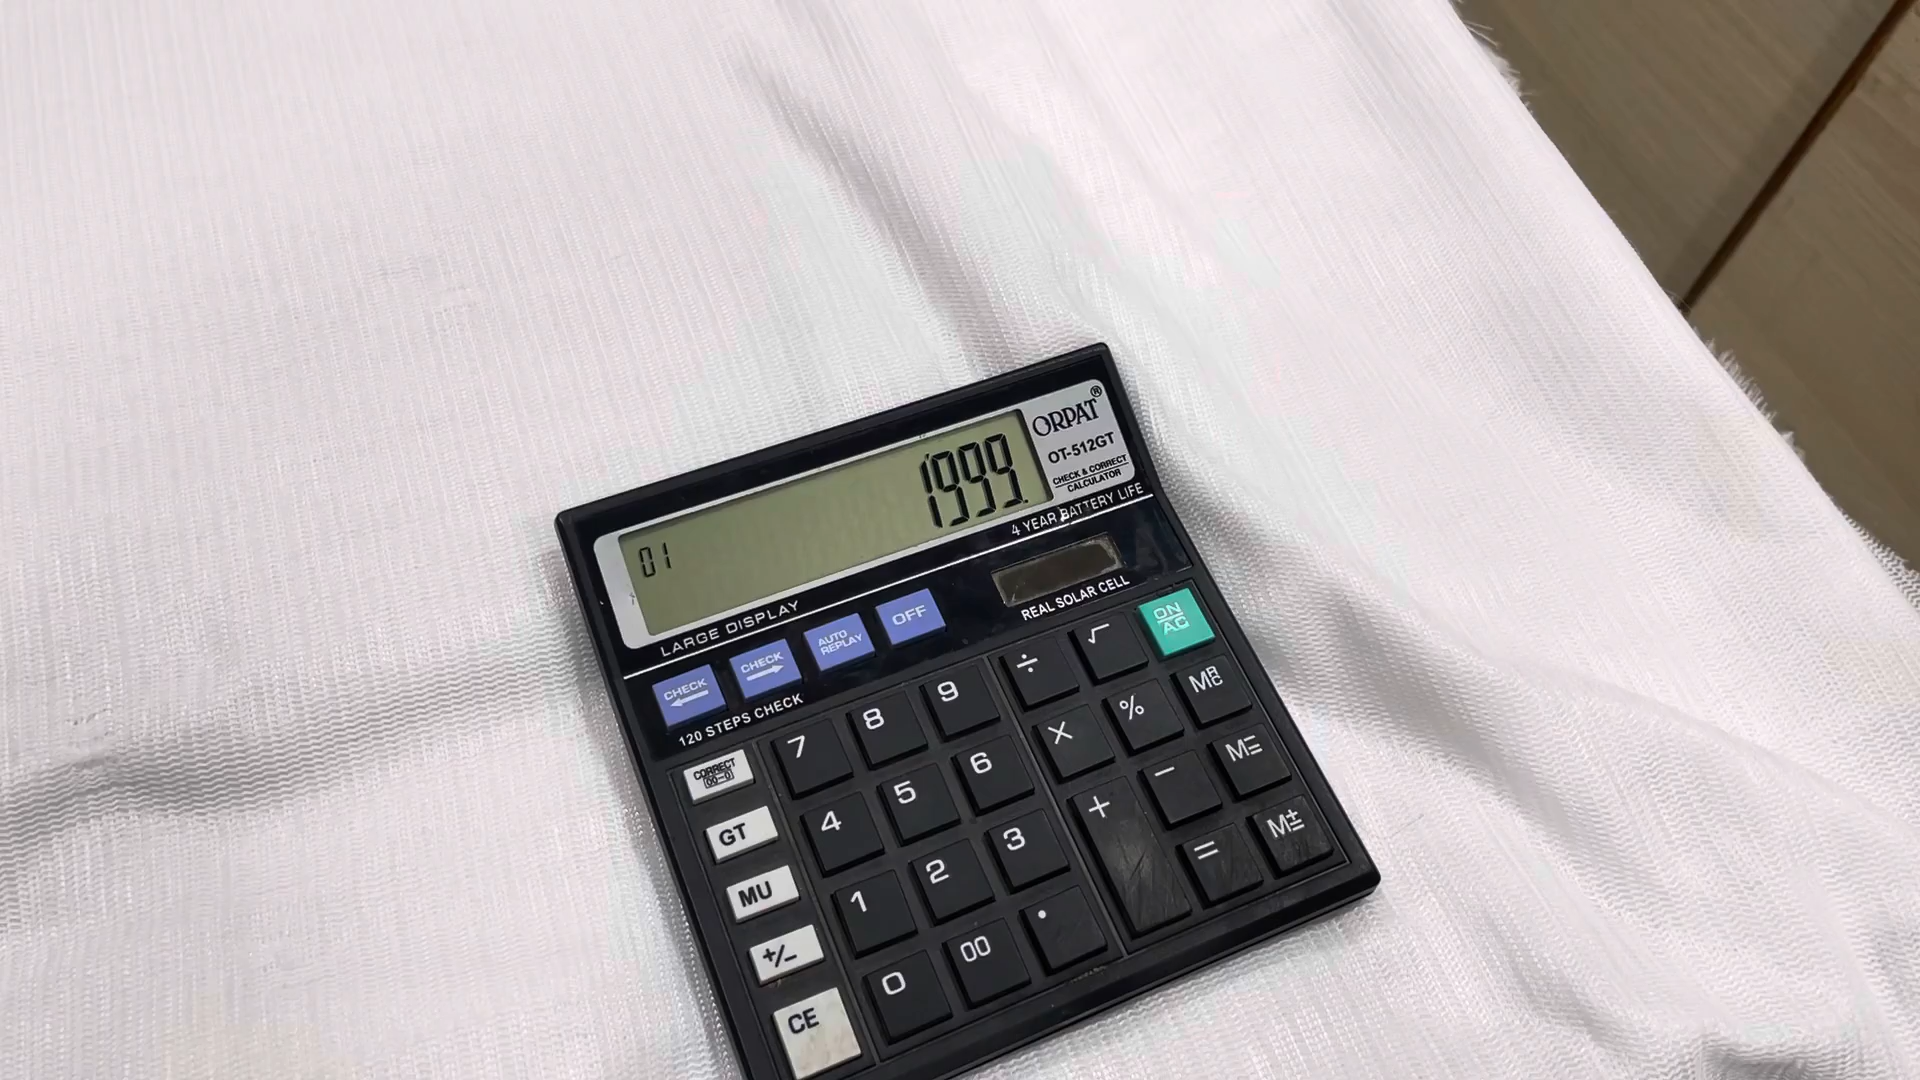 ORPAT®
OT-512GT
CHECK & CORRECT
CALCULATOR
1999.
01
4 YEAR BATTERY LIFE
LARGE DISPLAY
REAL SOLAR CELL
CHECK ←
CHECK →
AUTO REPLAY
OFF
120 STEPS CHECK
÷ √ ON/AC
CORRECT 00→0
7 8 9 × % MRC
GT
4 5 6 + − M=
MU
1 2 3 = M±
+/−
0 00 .
CE